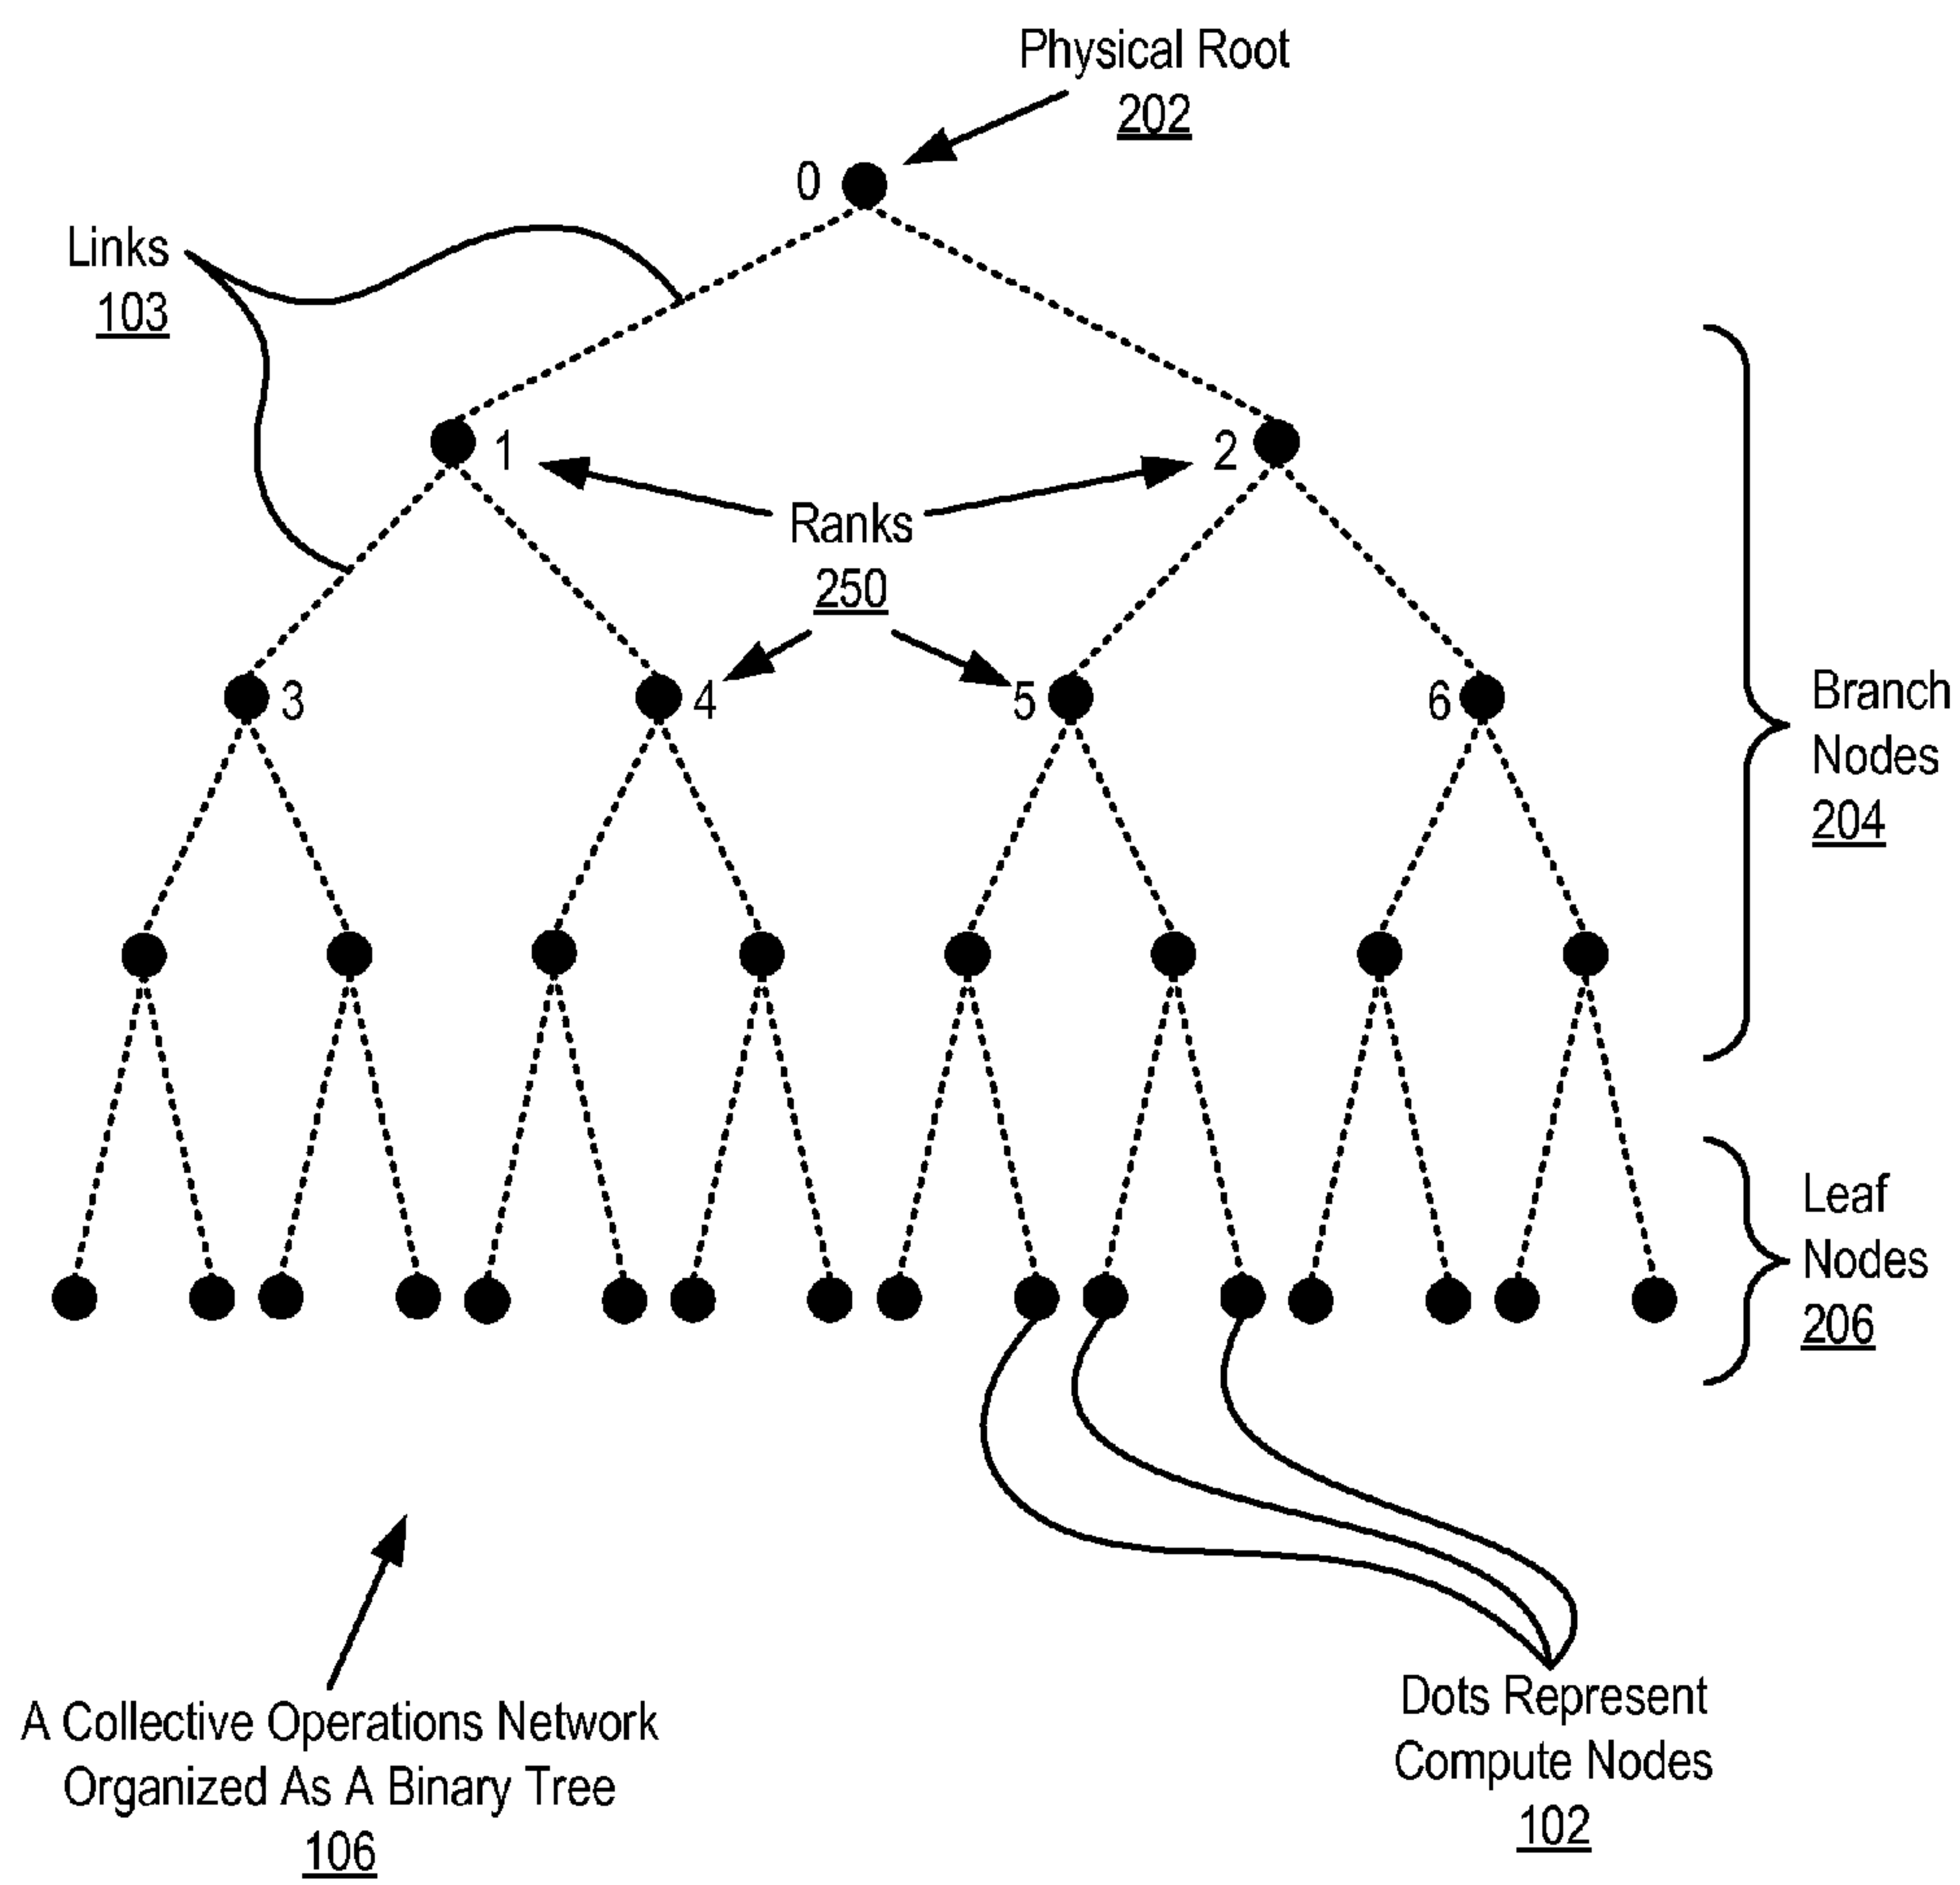 Physical Root
202
0
Links
103
1
2
Ranks
250
3
4
5
6
Branch
Nodes
204
Leaf
Nodes
206
A Collective Operations Network
Organized As A Binary Tree
106
Dots Represent
Compute Nodes
102